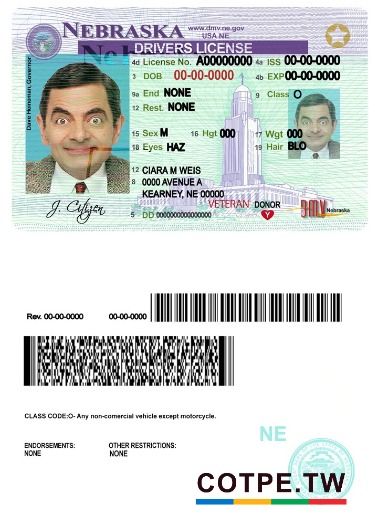 NEBRASKA
www.dmv.ne.gov
USA NE
DRIVERS LICENSE
4d License No. A00000000 4a ISS 00-00-0000
3 DOB 00-00-0000 4b EXP 00-00-0000
9a End NONE 9 Class O
12 Rest. NONE
15 Sex M 16 Hgt 000 17 Wgt 000
18 Eyes HAZ 19 Hair BLO
12 CIARA M WEIS
8 0000 AVENUE A
KEARNEY, NE 00000
VETERAN DONOR
Y
5 DD 0000000000000000
DMV Nebraska
J. Citizen
Rev. 00-00-0000 00-00-0000
CLASS CODE:O- Any non-comercial vehicle except motorcycle.
ENDORSEMENTS: OTHER RESTRICTIONS:
NONE NONE
NE
COTPE.TW